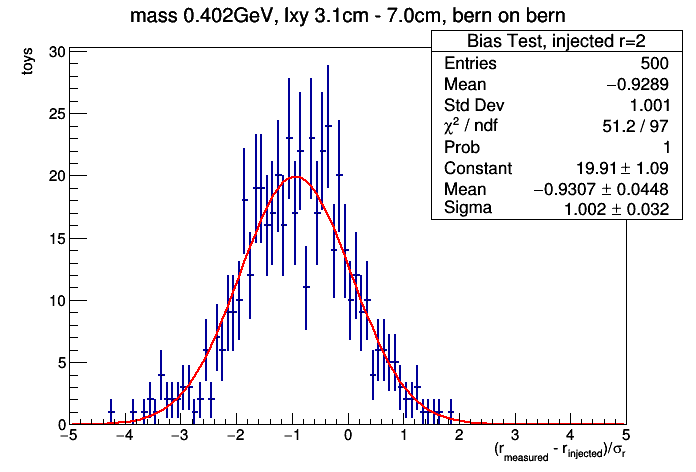 mass 0.402GeV, lxy 3.1cm - 7.0cm, bern on bern
toys
Bias Test, injected r=2
Entries 500
Mean −0.9289
Std Dev 1.001
χ² / ndf 51.2 / 97
Prob 1
Constant 19.91 ± 1.09
Mean −0.9307 ± 0.0448
Sigma 1.002 ± 0.032
30
25
20
15
10
5
0
−5 −4 −3 −2 −1 0 1 2 3 4 5
(r_measured - r_injected)/σ_r